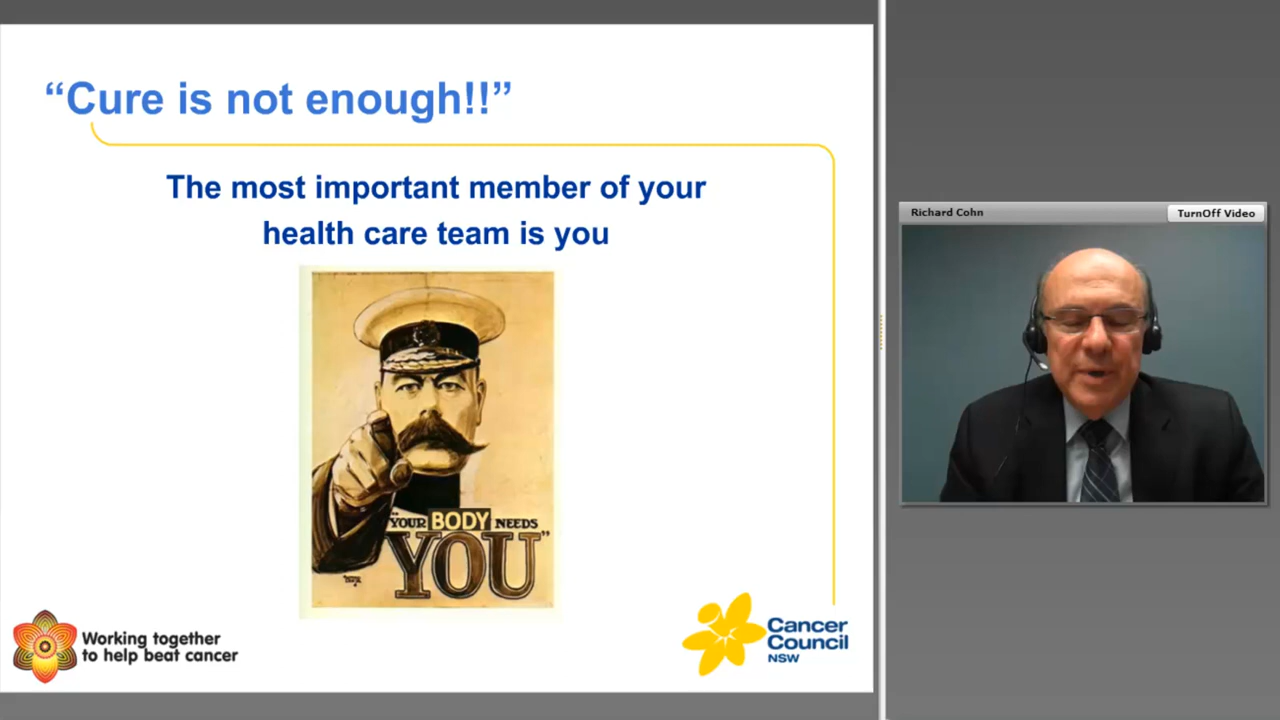 “Cure is not enough!!”
The most important member of your
health care team is you
“YOUR BODY NEEDS
YOU”
Working together
to help beat cancer
Cancer
Council
NSW
Richard Cohn
TurnOff Video